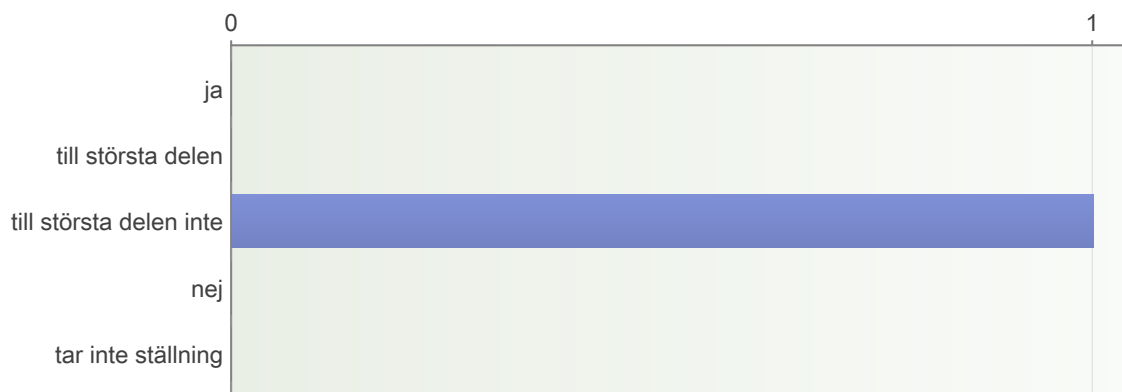 0 1
ja
till största delen
till största delen inte
nej
tar inte ställning